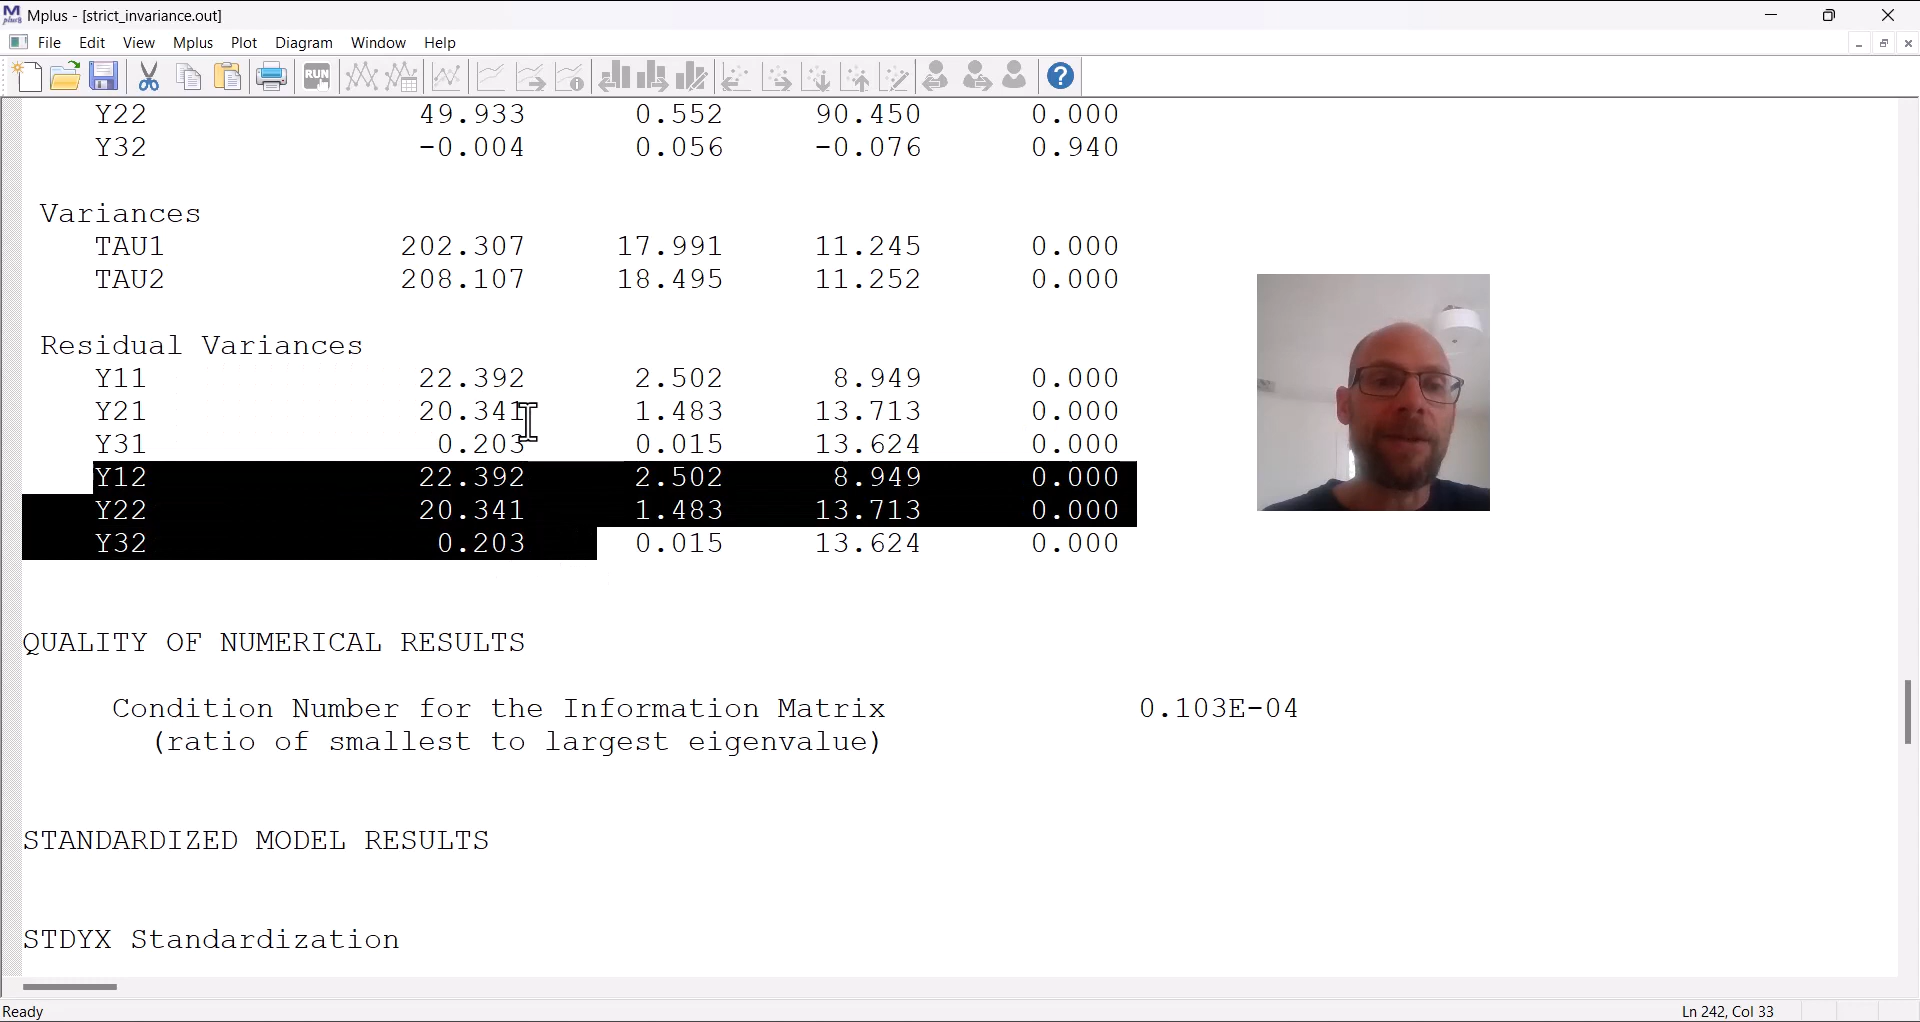 Mplus - [strict_invariance.out]
File Edit View Mplus Plot Diagram Window Help
RUN
Y22 49.933 0.552 90.450 0.000
Y32 -0.004 0.056 -0.076 0.940
Variances
TAU1 202.307 17.991 11.245 0.000
TAU2 208.107 18.495 11.252 0.000
Residual Variances
Y11 22.392 2.502 8.949 0.000
Y21 20.341 1.483 13.713 0.000
Y31 0.203 0.015 13.624 0.000
Y12 22.392 2.502 8.949 0.000
Y22 20.341 1.483 13.713 0.000
Y32 0.203 0.015 13.624 0.000
QUALITY OF NUMERICAL RESULTS
Condition Number for the Information Matrix 0.103E-04
(ratio of smallest to largest eigenvalue)
STANDARDIZED MODEL RESULTS
STDYX Standardization
Ready Ln 242, Col 33